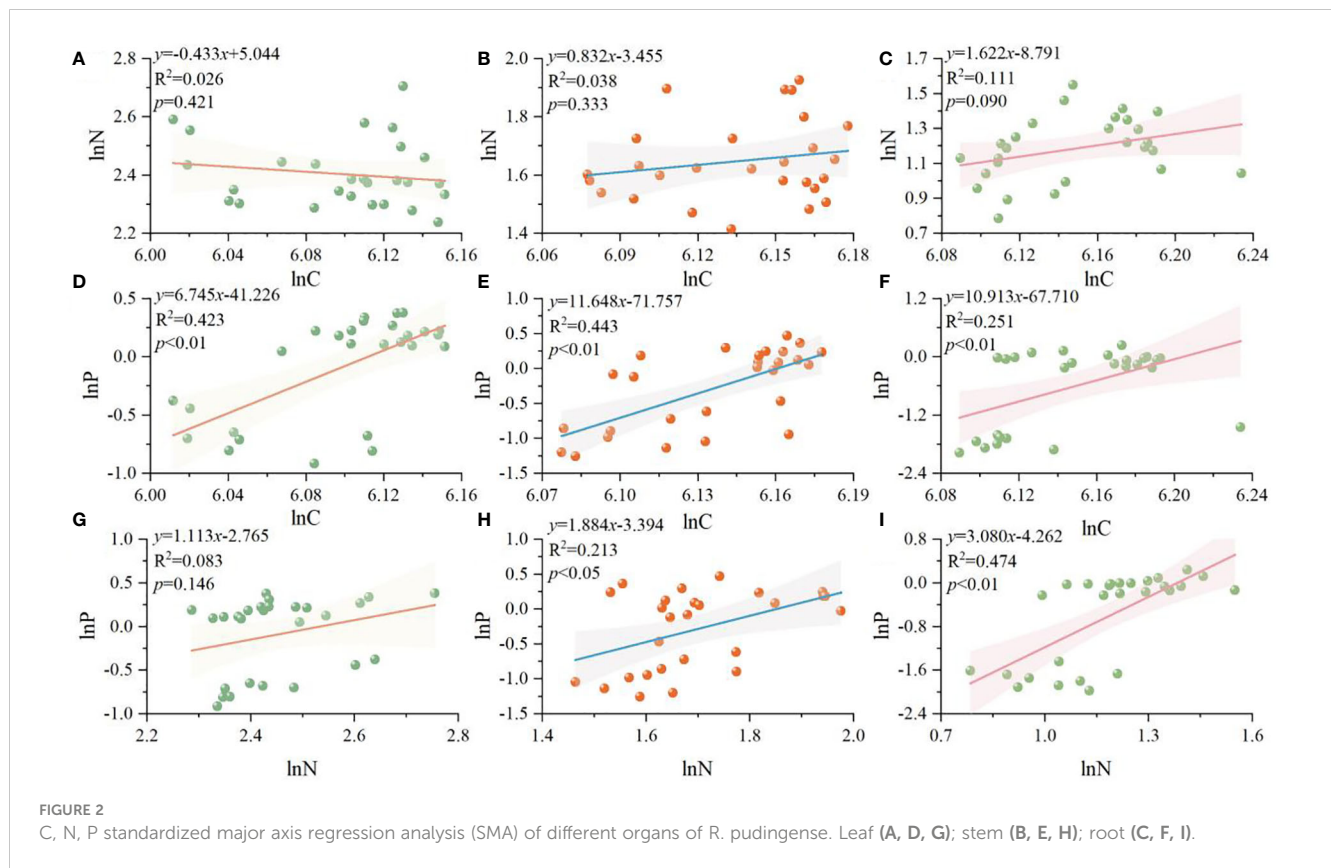 A
y=-0.433x+5.044
R²=0.026
p=0.421
2.8
2.6
2.4
2.2
lnN
6.00 6.04 6.08 6.12 6.16
lnC
B
y=0.832x-3.455
R²=0.038
p=0.333
2.0
1.8
1.6
1.4
lnN
6.06 6.09 6.12 6.15 6.18
lnC
C
y=1.622x-8.791
R²=0.111
p=0.090
1.7
1.5
1.3
1.1
0.9
0.7
lnN
6.08 6.12 6.16 6.20 6.24
lnC
D
y=6.745x-41.226
R²=0.423
p<0.01
0.5
0.0
-0.5
-1.0
lnP
6.00 6.04 6.08 6.12 6.16
lnC
E
y=11.648x-71.757
R²=0.443
p<0.01
1.0
0.5
0.0
-0.5
-1.0
-1.5
lnP
6.07 6.10 6.13 6.16 6.19
lnC
F
y=10.913x-67.710
R²=0.251
p<0.01
1.2
0.0
-1.2
-2.4
lnP
6.08 6.12 6.16 6.20 6.24
lnC
G
y=1.113x-2.765
R²=0.083
p=0.146
1.0
0.5
0.0
-0.5
-1.0
lnP
2.2 2.4 2.6 2.8
lnN
H
y=1.884x-3.394
R²=0.213
p<0.05
1.0
0.5
0.0
-0.5
-1.0
-1.5
lnP
1.4 1.6 1.8 2.0
lnN
I
y=3.080x-4.262
R²=0.474
p<0.01
0.8
0.0
-0.8
-1.6
-2.4
lnP
0.7 1.0 1.3 1.6
lnN
FIGURE 2
C, N, P standardized major axis regression analysis (SMA) of different organs of R. pudingense. Leaf (A, D, G); stem (B, E, H); root (C, F, I).